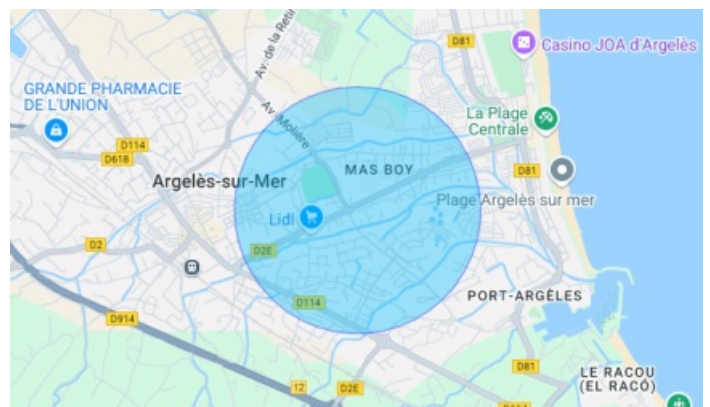 Av. de la Retir
D81
Casino JOA d'Argelès
GRANDE PHARMACIE
DE L'UNION
Av. Molière
La Plage
Centrale
D114
D618
MAS BOY
D81
Argelès-sur-Mer
Plage Argelès sur mer
Lidl
D2
D2E
PORT-ARGELÈS
D114
D914
D81
LE RACOU
(EL RACÓ)
12
D2E